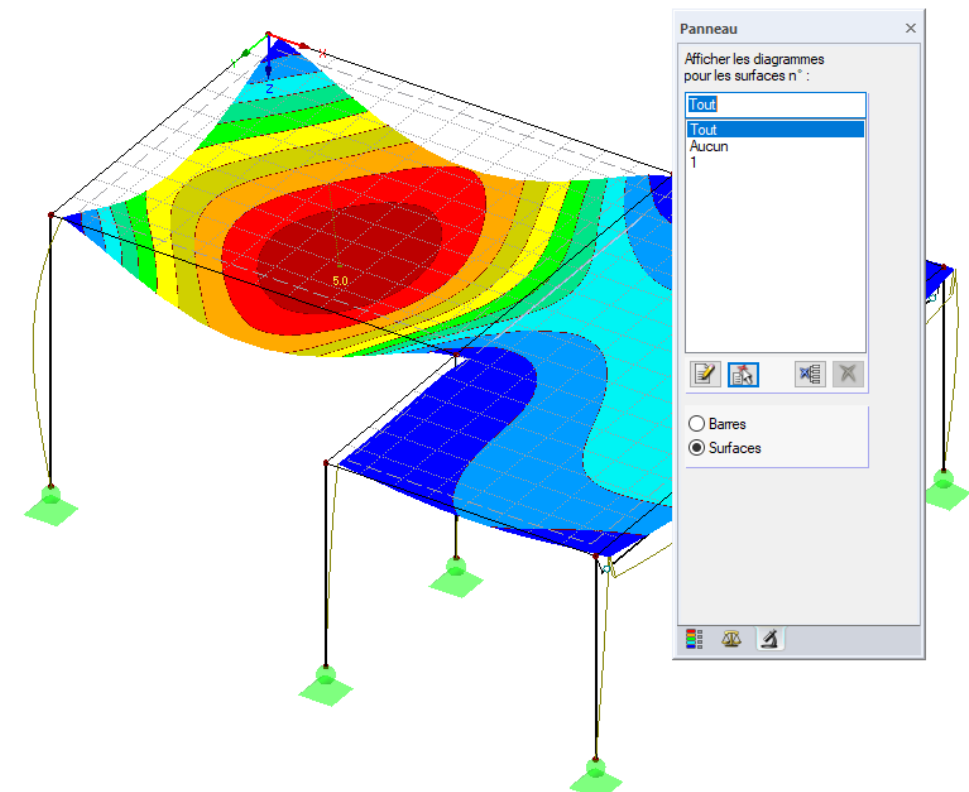 Panneau
Afficher les diagrammes
pour les surfaces n° :
Tout
Tout
Aucun
1
Barres
Surfaces
X
Y
Z
5.0